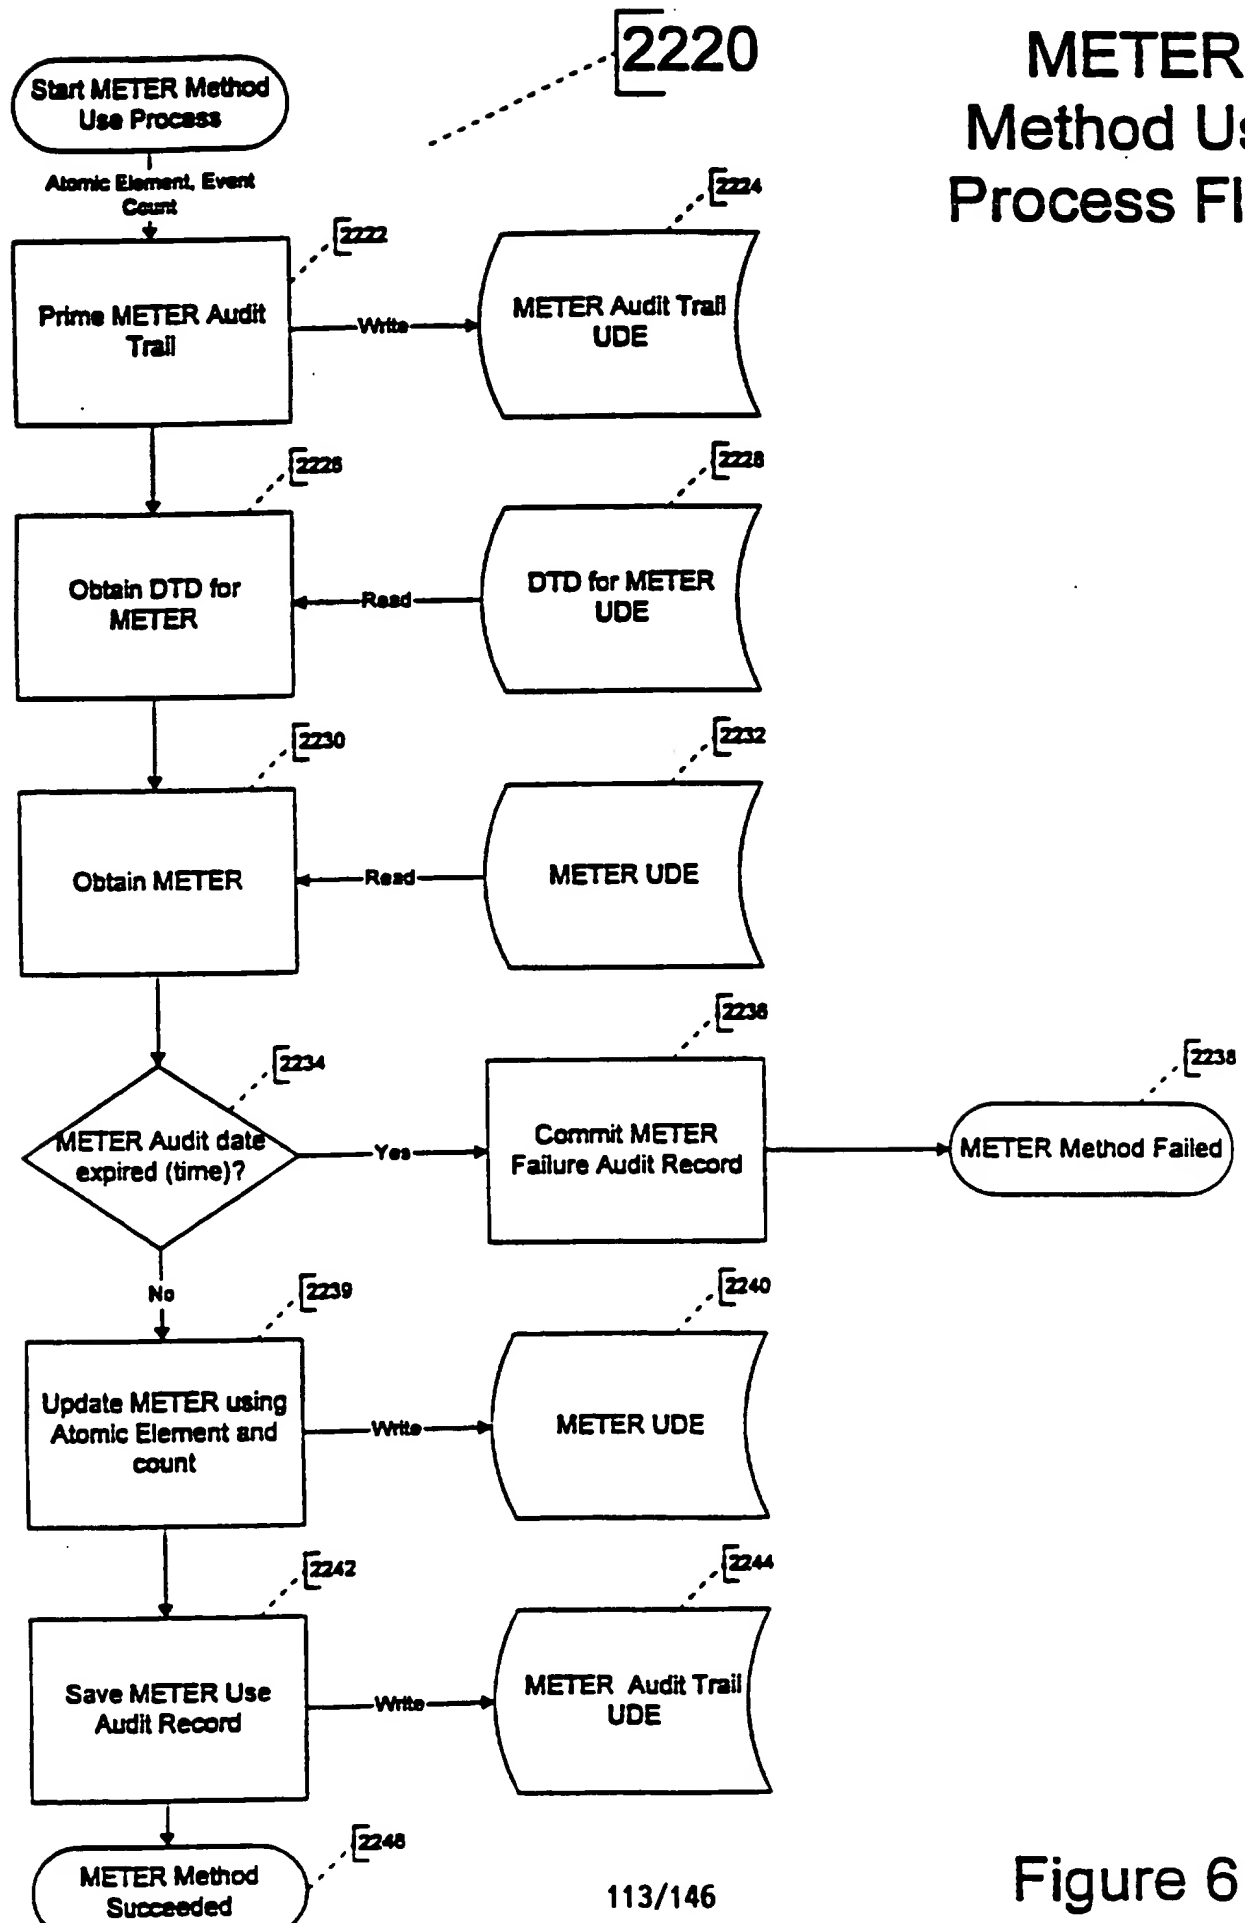 2220
METER
Method Us
Process Fl
Start METER Method
Use Process
Atomic Element, Event
Count
2222
2224
Prime METER Audit
Trail
Write
METER Audit Trail
UDE
2226
2228
Obtain DTD for
METER
Read
DTD for METER
UDE
2230
2232
Obtain METER
Read
METER UDE
2234
2236
2238
METER Audit date
expired (time)?
Yes
Commit METER
Failure Audit Record
METER Method Failed
No
2239
2240
Update METER using
Atomic Element and
count
Write
METER UDE
2242
2244
Save METER Use
Audit Record
Write
METER Audit Trail
UDE
2246
METER Method
Succeeded
113/146
Figure 6